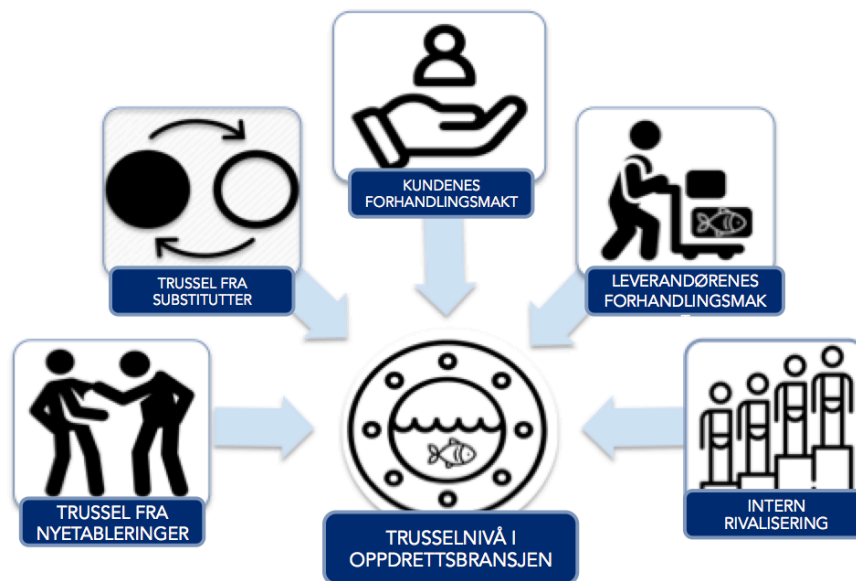 KUNDENES
FORHANDLINGSMAKT
TRUSSEL FRA
SUBSTITUTTER
LEVERANDØRENES
FORHANDLINGSMAK
TRUSSEL FRA
NYETABLERINGER
INTERN
RIVALISERING
TRUSSELNIVÅ I
OPPDRETTSBRANSJEN